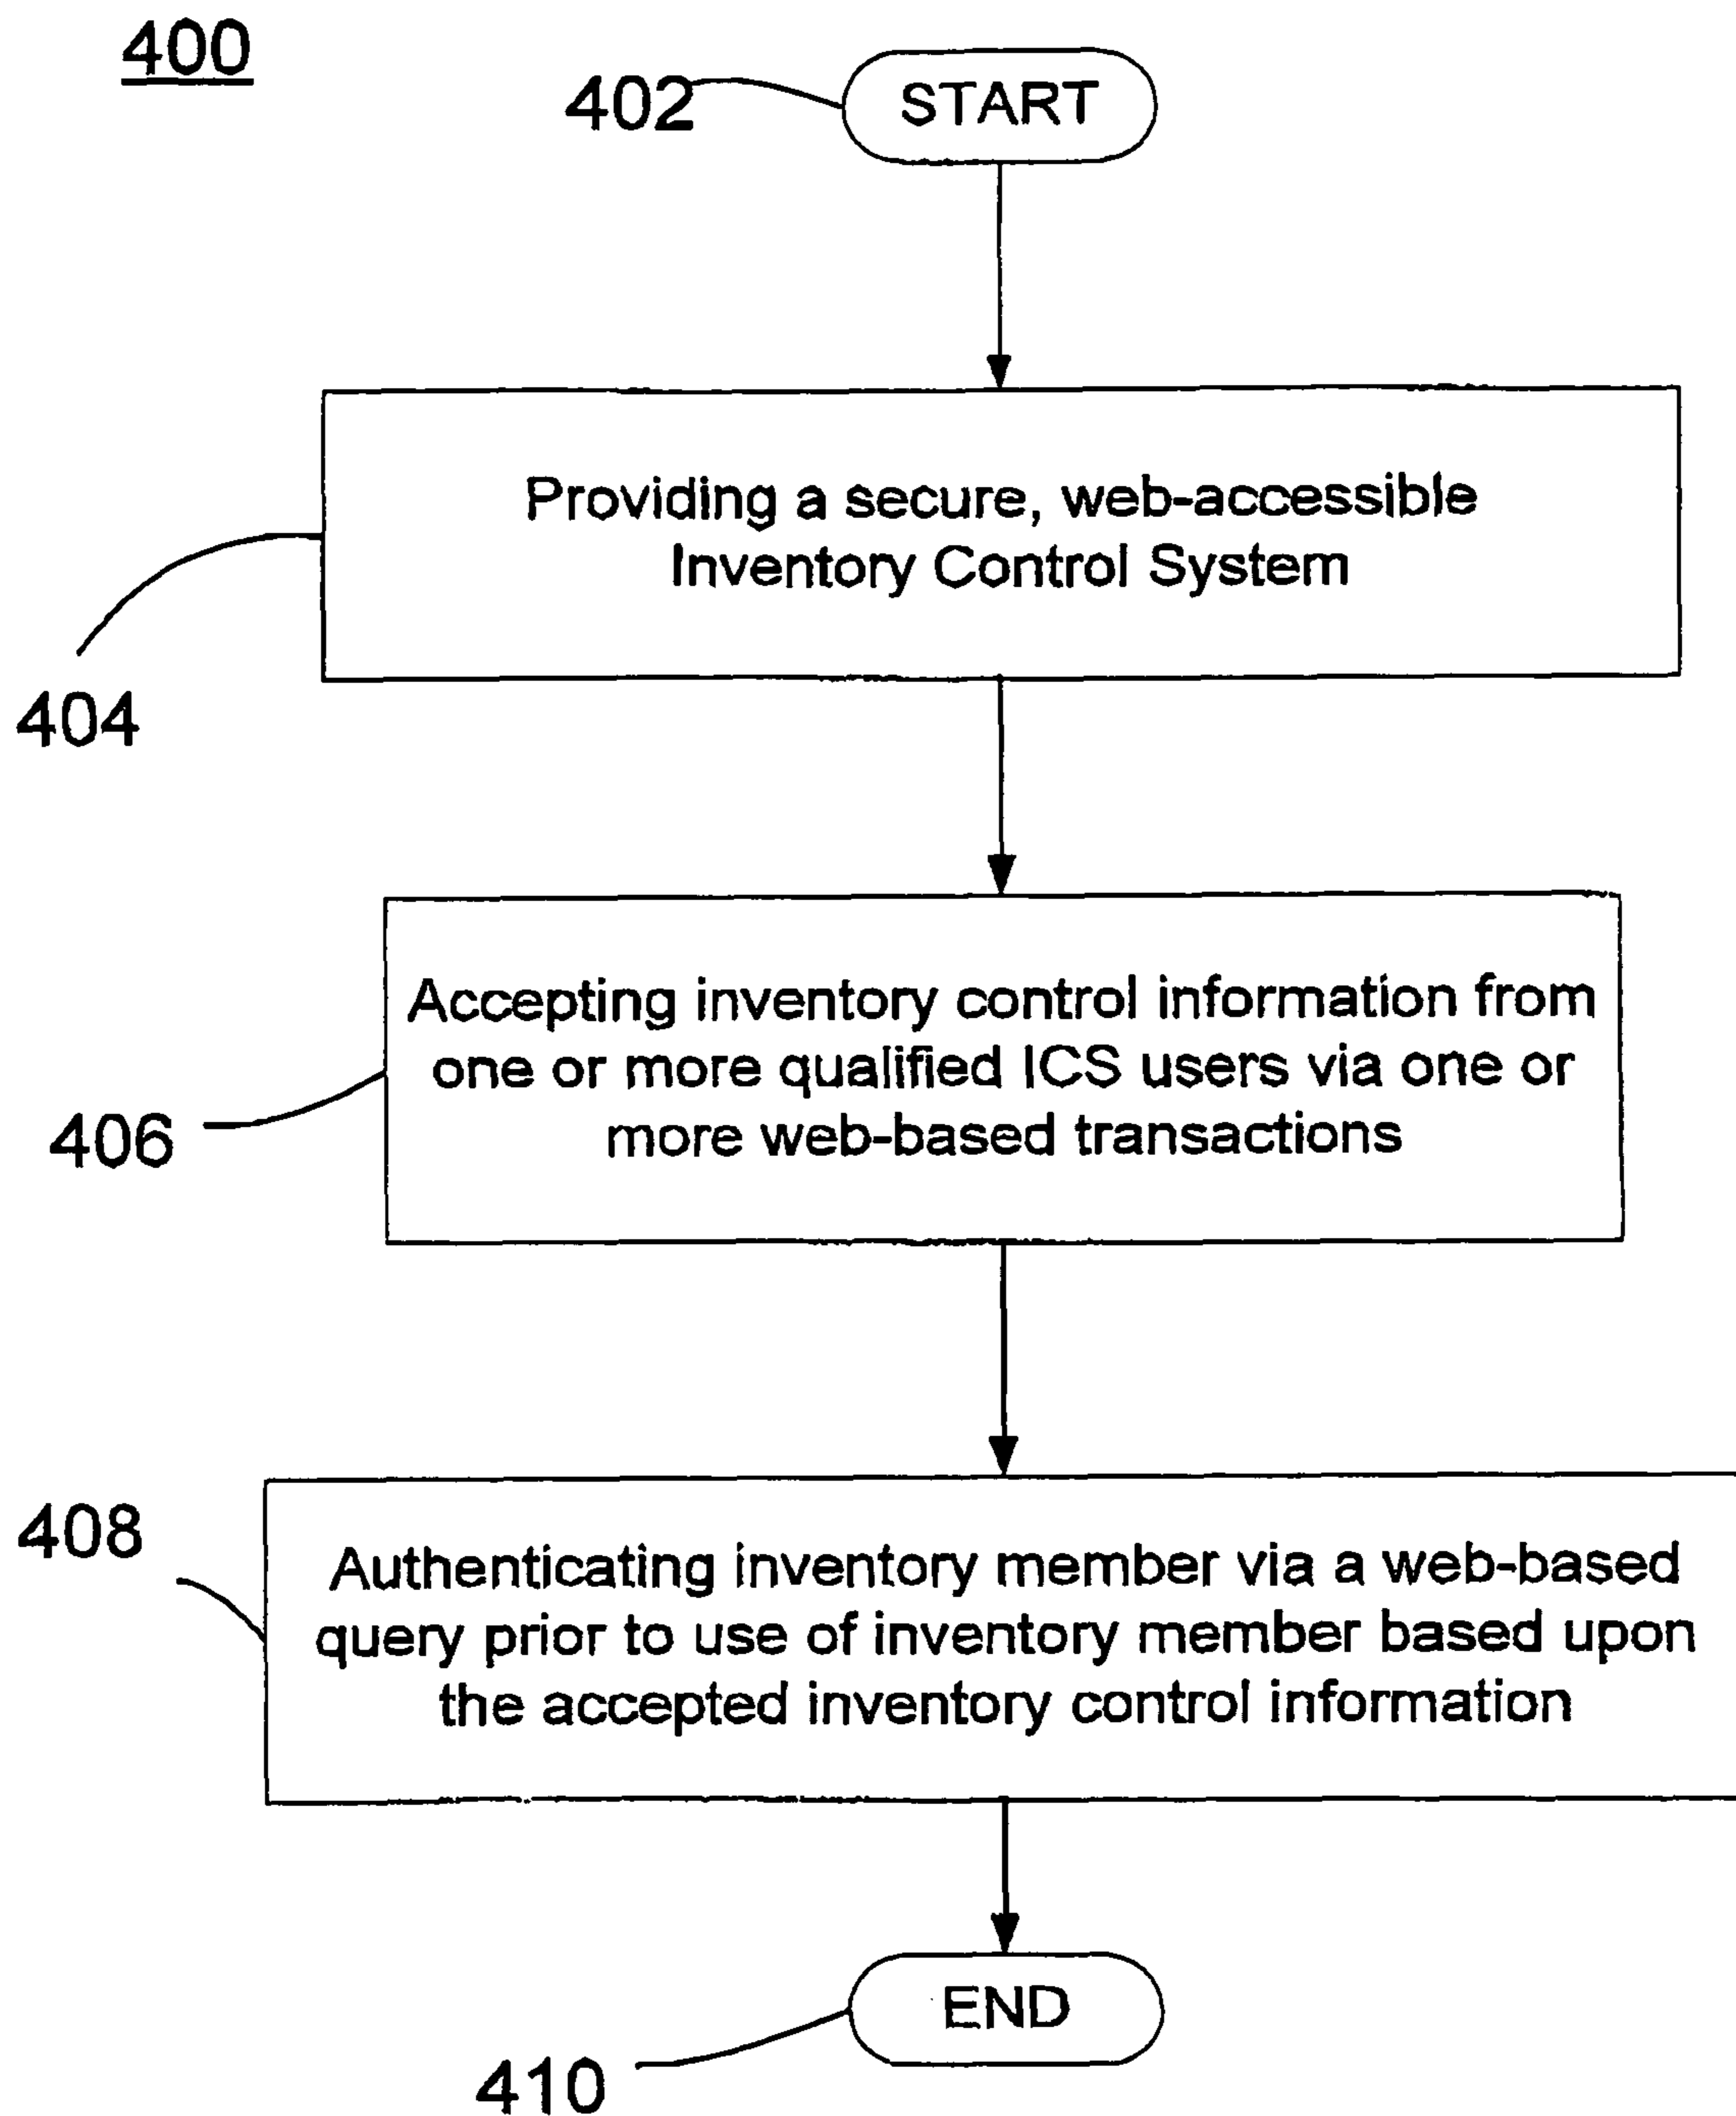 400
402
START
Providing a secure, web-accessible
Inventory Control System
404
Accepting inventory control information from
one or more qualified ICS users via one or
more web-based transactions
406
408
Authenticating inventory member via a web-based
query prior to use of inventory member based upon
the accepted inventory control information
END
410